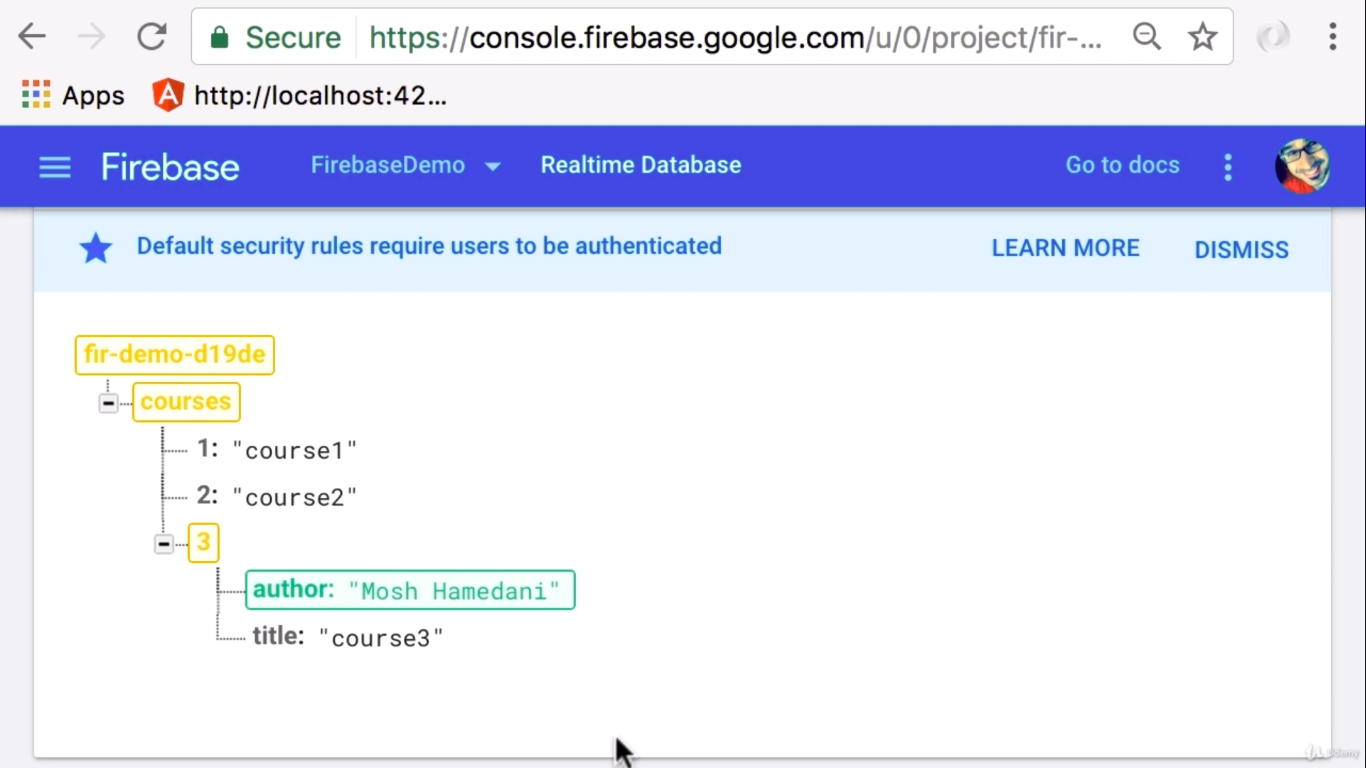 Secure https://console.firebase.google.com/u/0/project/fir-...
Apps http://localhost:42...
Firebase FirebaseDemo Realtime Database Go to docs
Default security rules require users to be authenticated LEARN MORE DISMISS
fir-demo-d19de
courses
1: "course1"
2: "course2"
3
author: "Mosh Hamedani"
title: "course3"
Udemy